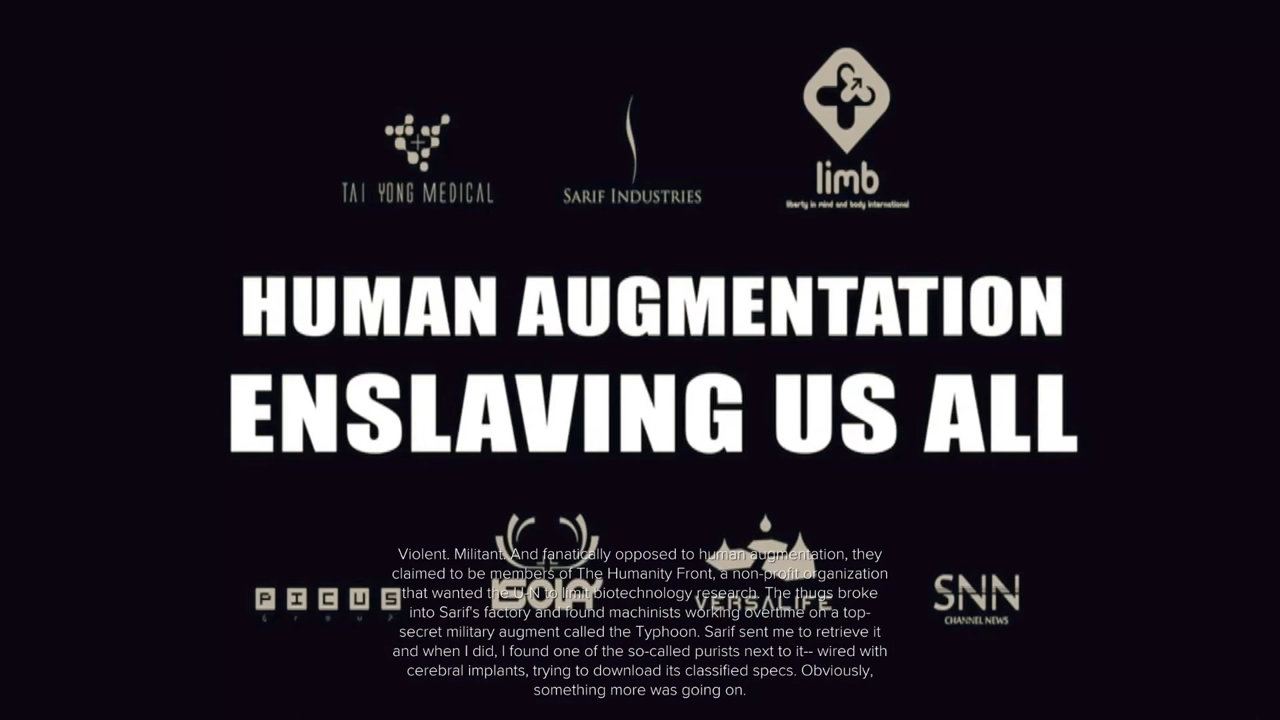 TAI YONG MEDICAL
SARIF INDUSTRIES
limb
liberty in mind and body international
HUMAN AUGMENTATION
ENSLAVING US ALL
PICUS
Group
VERSALIFE
SNN
CHANNEL NEWS
Violent. Militant. And fanatically opposed to human augmentation, they
claimed to be members of The Humanity Front, a non-profit organization
that wanted the U-N to limit biotechnology research. The thugs broke
into Sarif's factory and found machinists working overtime on a top-
secret military augment called the Typhoon. Sarif sent me to retrieve it
and when I did, I found one of the so-called purists next to it-- wired with
cerebral implants, trying to download its classified specs. Obviously,
something more was going on.